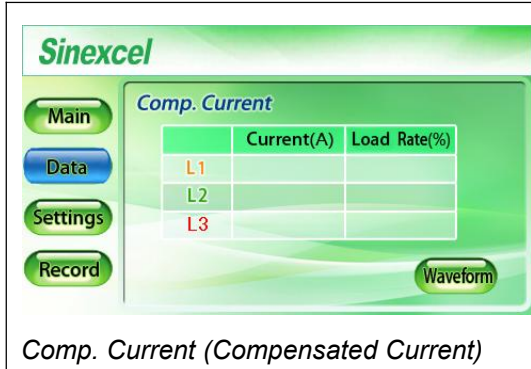 Sinexcel
Main
Comp. Current
Current(A) Load Rate(%)
Data
L1
L2
Settings
L3
Record
Waveform
Comp. Current (Compensated Current)